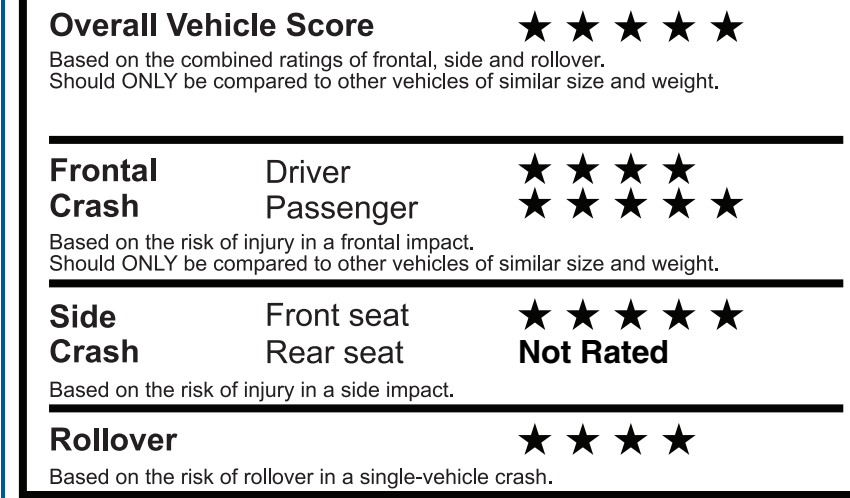 Overall Vehicle Score ★ ★ ★ ★ ★
Based on the combined ratings of frontal, side and rollover.
Should ONLY be compared to other vehicles of similar size and weight.
Frontal Driver ★ ★ ★ ★
Crash Passenger ★ ★ ★ ★ ★
Based on the risk of injury in a frontal impact.
Should ONLY be compared to other vehicles of similar size and weight.
Side Front seat ★ ★ ★ ★ ★
Crash Rear seat Not Rated
Based on the risk of injury in a side impact.
Rollover ★ ★ ★ ★
Based on the risk of rollover in a single-vehicle crash.